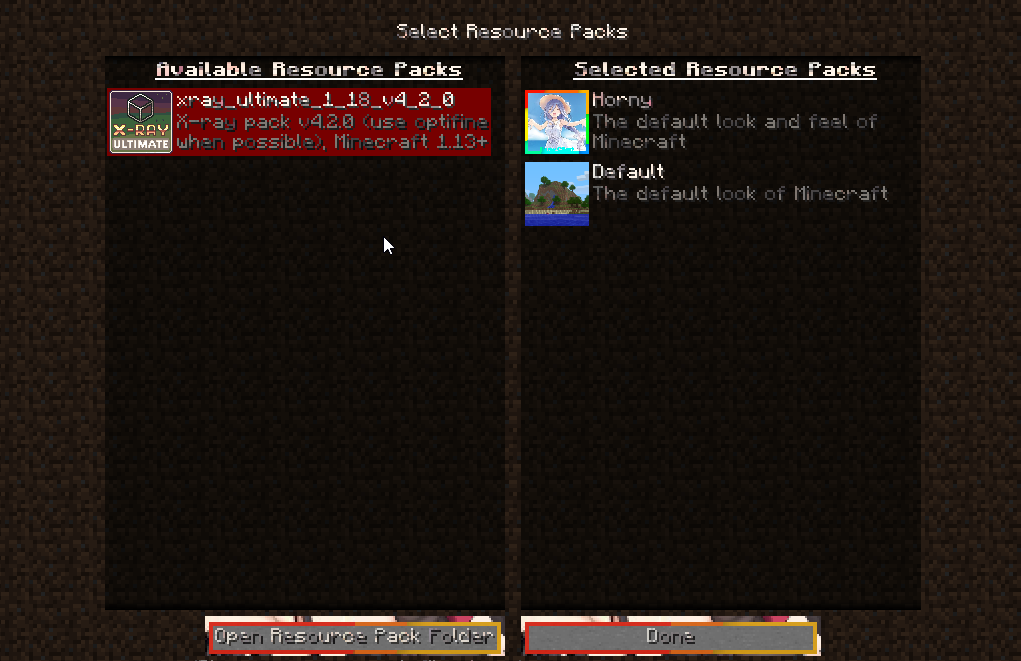 Select Resource Packs
Available Resource Packs
xray_ultimate_1_18_v4_2_0
X-ray pack v4.2.0 (use optifine
when possible), Minecraft 1.13+
X-RAY
ULTIMATE
Selected Resource Packs
Horny
The default look and feel of
Minecraft
Default
The default look of Minecraft
Open Resource Pack Folder
Done